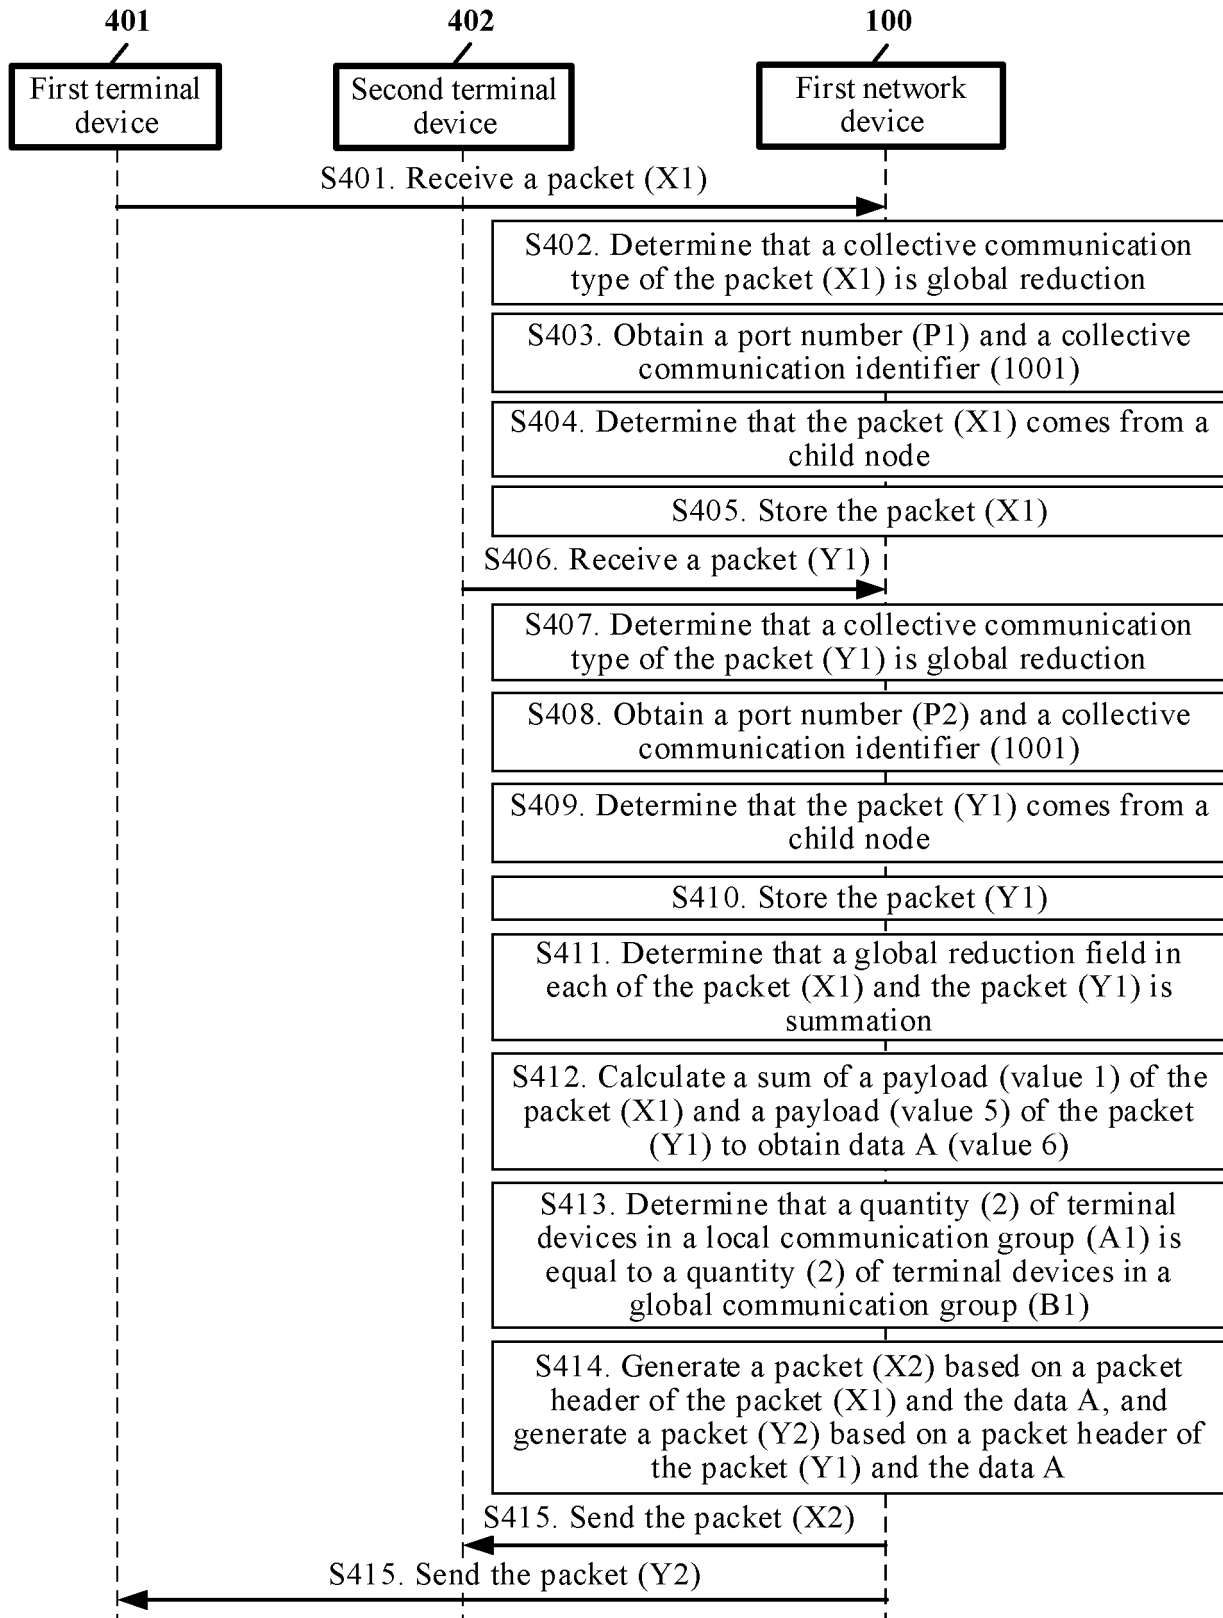 401
402
100
First terminal
device
Second terminal
device
First network
device
S401. Receive a packet (X1)
S402. Determine that a collective communication
type of the packet (X1) is global reduction
S403. Obtain a port number (P1) and a collective
communication identifier (1001)
S404. Determine that the packet (X1) comes from a
child node
S405. Store the packet (X1)
S406. Receive a packet (Y1)
S407. Determine that a collective communication
type of the packet (Y1) is global reduction
S408. Obtain a port number (P2) and a collective
communication identifier (1001)
S409. Determine that the packet (Y1) comes from a
child node
S410. Store the packet (Y1)
S411. Determine that a global reduction field in
each of the packet (X1) and the packet (Y1) is
summation
S412. Calculate a sum of a payload (value 1) of the
packet (X1) and a payload (value 5) of the packet
(Y1) to obtain data A (value 6)
S413. Determine that a quantity (2) of terminal
devices in a local communication group (A1) is
equal to a quantity (2) of terminal devices in a
global communication group (B1)
S414. Generate a packet (X2) based on a packet
header of the packet (X1) and the data A, and
generate a packet (Y2) based on a packet header of
the packet (Y1) and the data A
S415. Send the packet (X2)
S415. Send the packet (Y2)